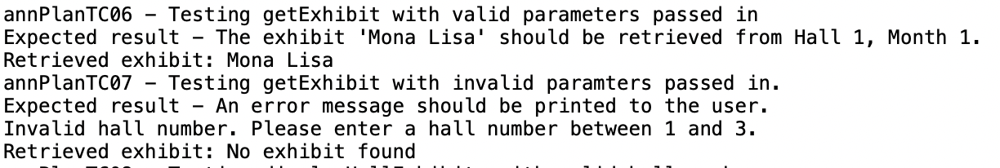 annPlanTC06 – Testing getExhibit with valid parameters passed in
Expected result – The exhibit 'Mona Lisa' should be retrieved from Hall 1, Month 1.
Retrieved exhibit: Mona Lisa
annPlanTC07 – Testing getExhibit with invalid paramters passed in.
Expected result – An error message should be printed to the user.
Invalid hall number. Please enter a hall number between 1 and 3.
Retrieved exhibit: No exhibit found